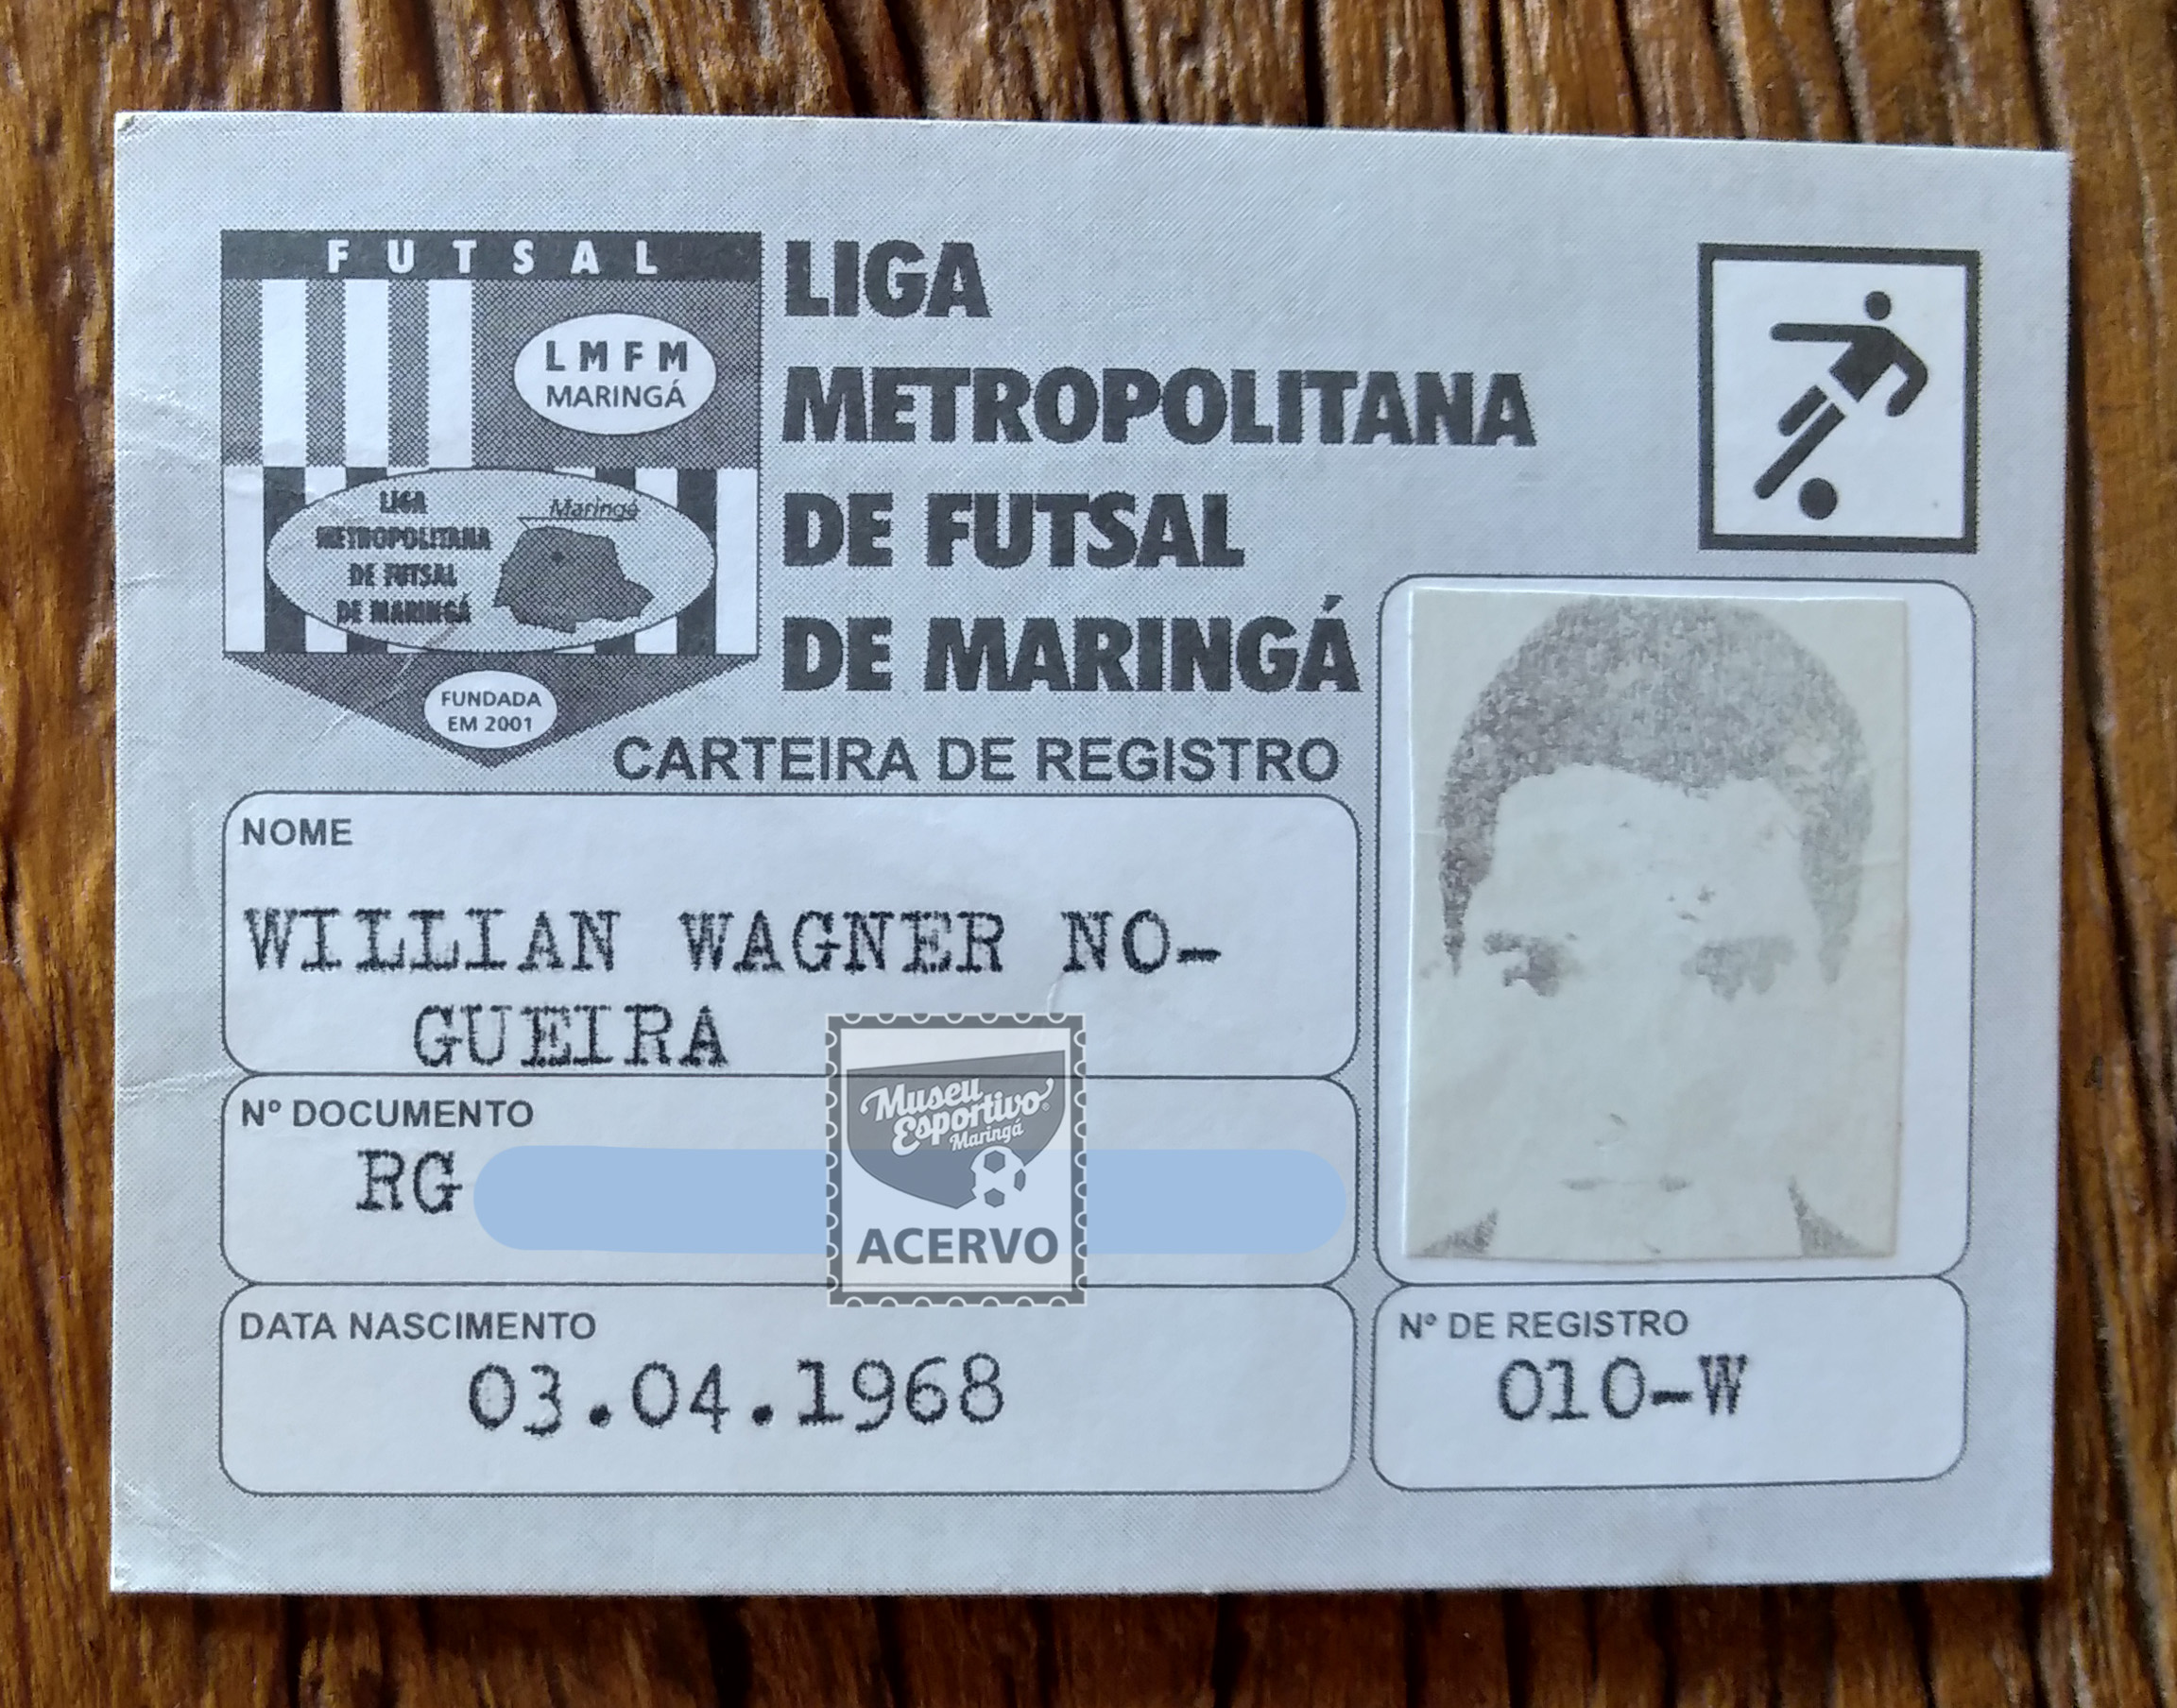 FUTSAL
LMFM
MARINGÁ
LIGA
METROPOLITANA
DE FUTSAL
DE MARINGÁ
Maringá
FUNDADA
EM 2001
LIGA
METROPOLITANA
DE FUTSAL
DE MARINGÁ
CARTEIRA DE REGISTRO
NOME
WILLIAN WAGNER NO-
GUEIRA
Nº DOCUMENTO
RG
Museu
Esportivo
Maringá
ACERVO
DATA NASCIMENTO
03.04.1968
Nº DE REGISTRO
010-W